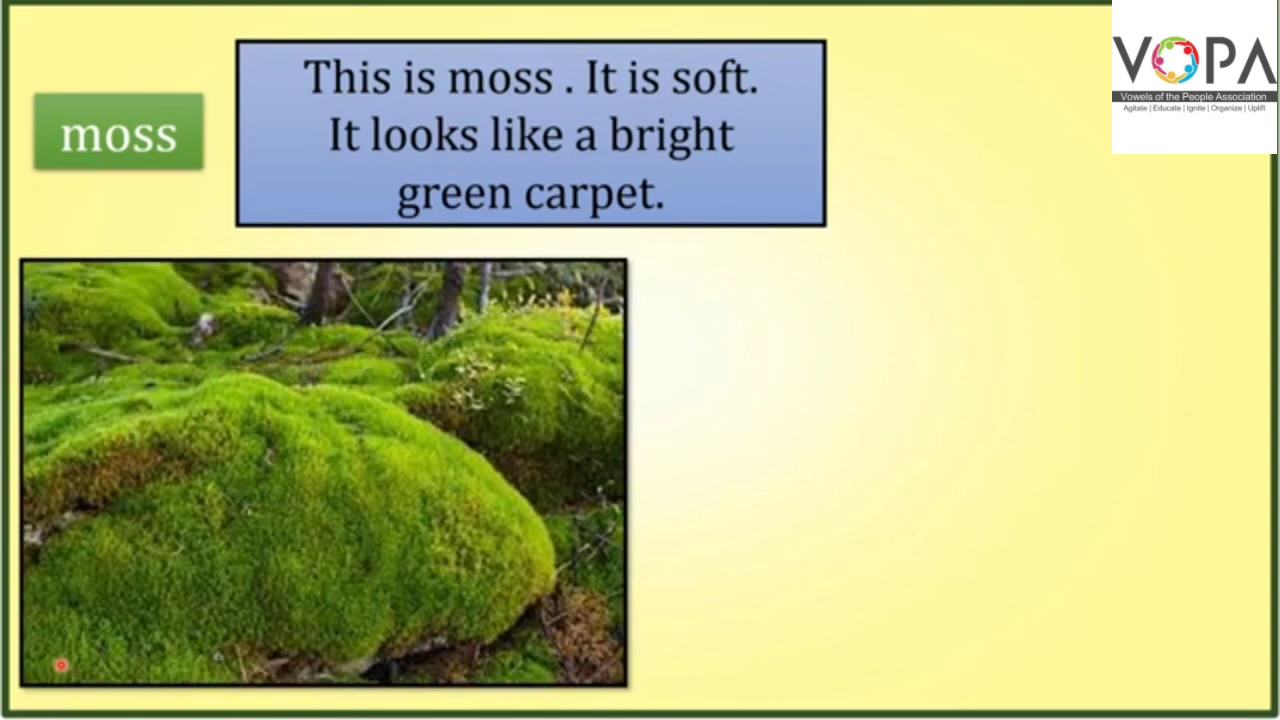 moss
This is moss . It is soft.
It looks like a bright
green carpet.
VOPA
Vowels of the People Association
Agitate | Educate | Ignite | Organize | Uplift